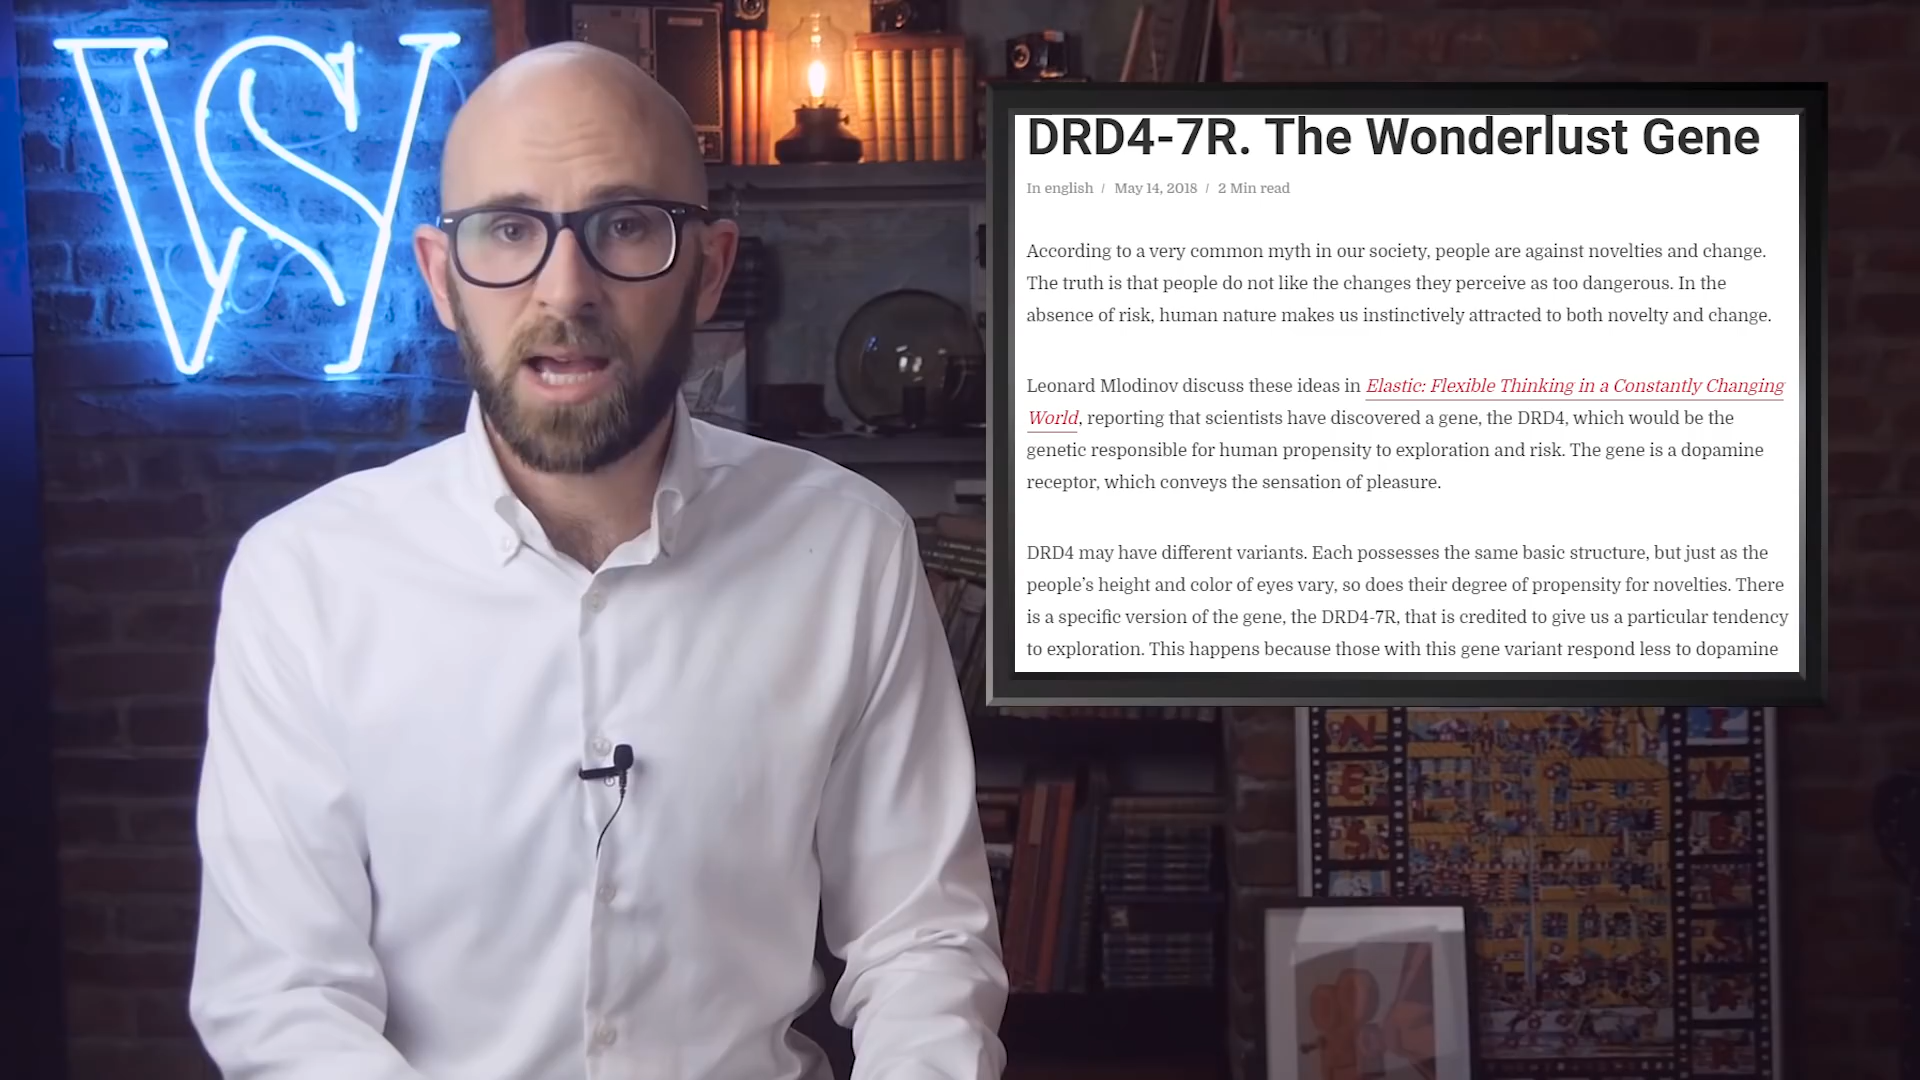 VS
DRD4-7R. The Wonderlust Gene
In english / May 14, 2018 / 2 Min read
According to a very common myth in our society, people are against novelties and change.
The truth is that people do not like the changes they perceive as too dangerous. In the
absence of risk, human nature makes us instinctively attracted to both novelty and change.
Leonard Mlodinov discuss these ideas in Elastic: Flexible Thinking in a Constantly Changing
World, reporting that scientists have discovered a gene, the DRD4, which would be the
genetic responsible for human propensity to exploration and risk. The gene is a dopamine
receptor, which conveys the sensation of pleasure.
DRD4 may have different variants. Each possesses the same basic structure, but just as the
people’s height and color of eyes vary, so does their degree of propensity for novelties. There
is a specific version of the gene, the DRD4-7R, that is credited to give us a particular tendency
to exploration. This happens because those with this gene variant respond less to dopamine